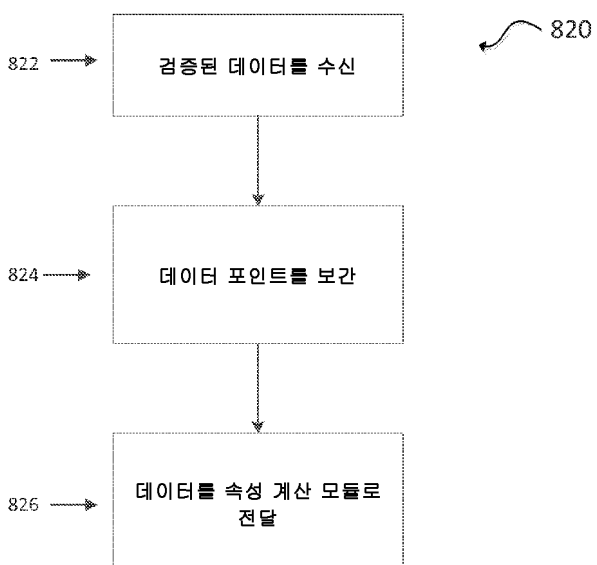 820
822
검증된 데이터를 수신
824
데이터 포인트를 보간
826
데이터를 속성 계산 모듈로
전달